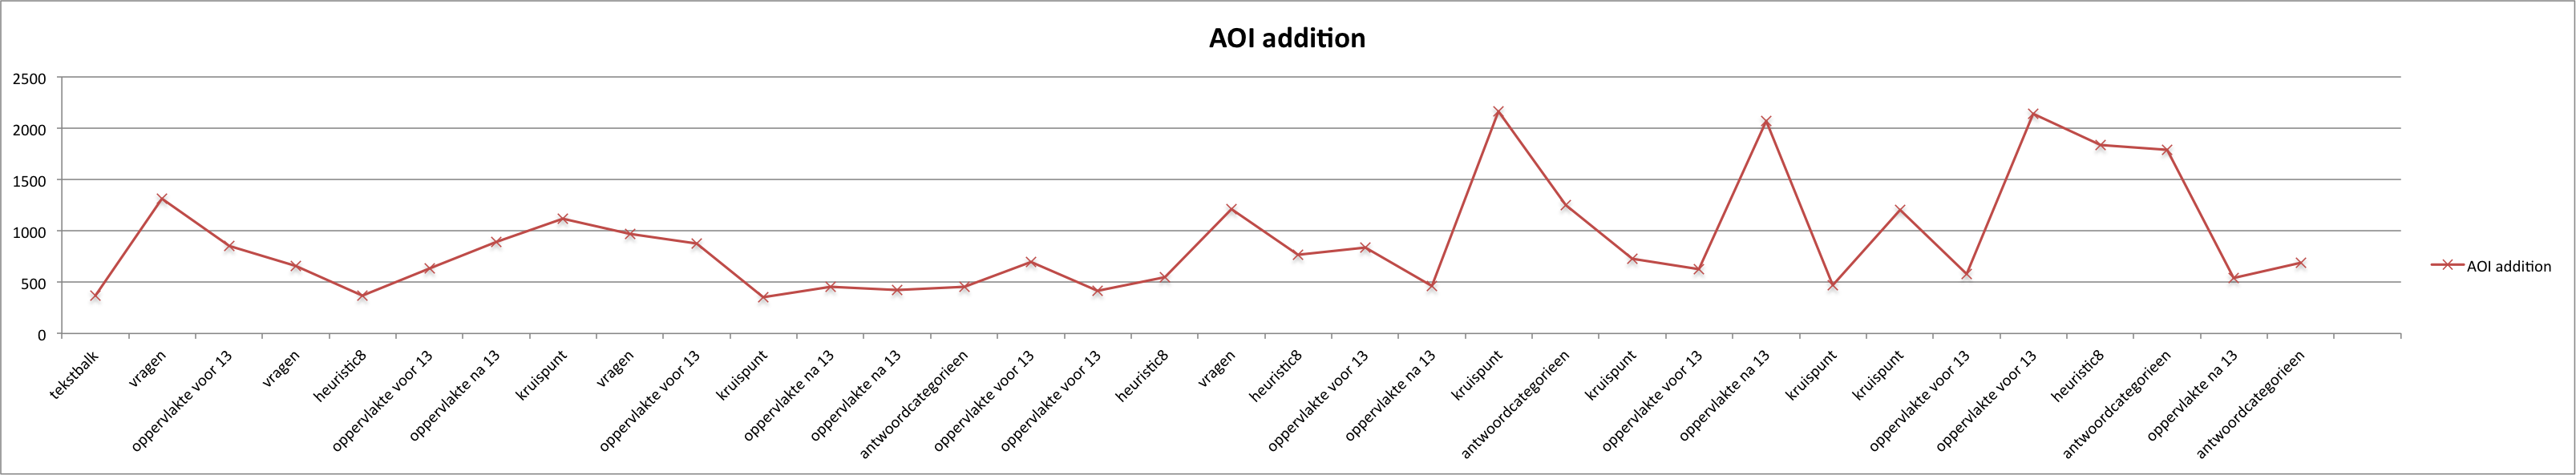 AOI addition
2500
2000
1500
1000
500
0
tekstbalk
vragen
oppervlakte voor 13
vragen
heuristic8
oppervlakte voor 13
oppervlakte na 13
kruispunt
vragen
oppervlakte voor 13
kruispunt
oppervlakte na 13
oppervlakte na 13
antwoordcategorieen
oppervlakte voor 13
oppervlakte voor 13
heuristic8
vragen
heuristic8
oppervlakte voor 13
oppervlakte na 13
kruispunt
antwoordcategorieen
kruispunt
oppervlakte voor 13
oppervlakte na 13
kruispunt
kruispunt
oppervlakte voor 13
oppervlakte voor 13
heuristic8
antwoordcategorieen
oppervlakte na 13
antwoordcategorieen
AOI addition